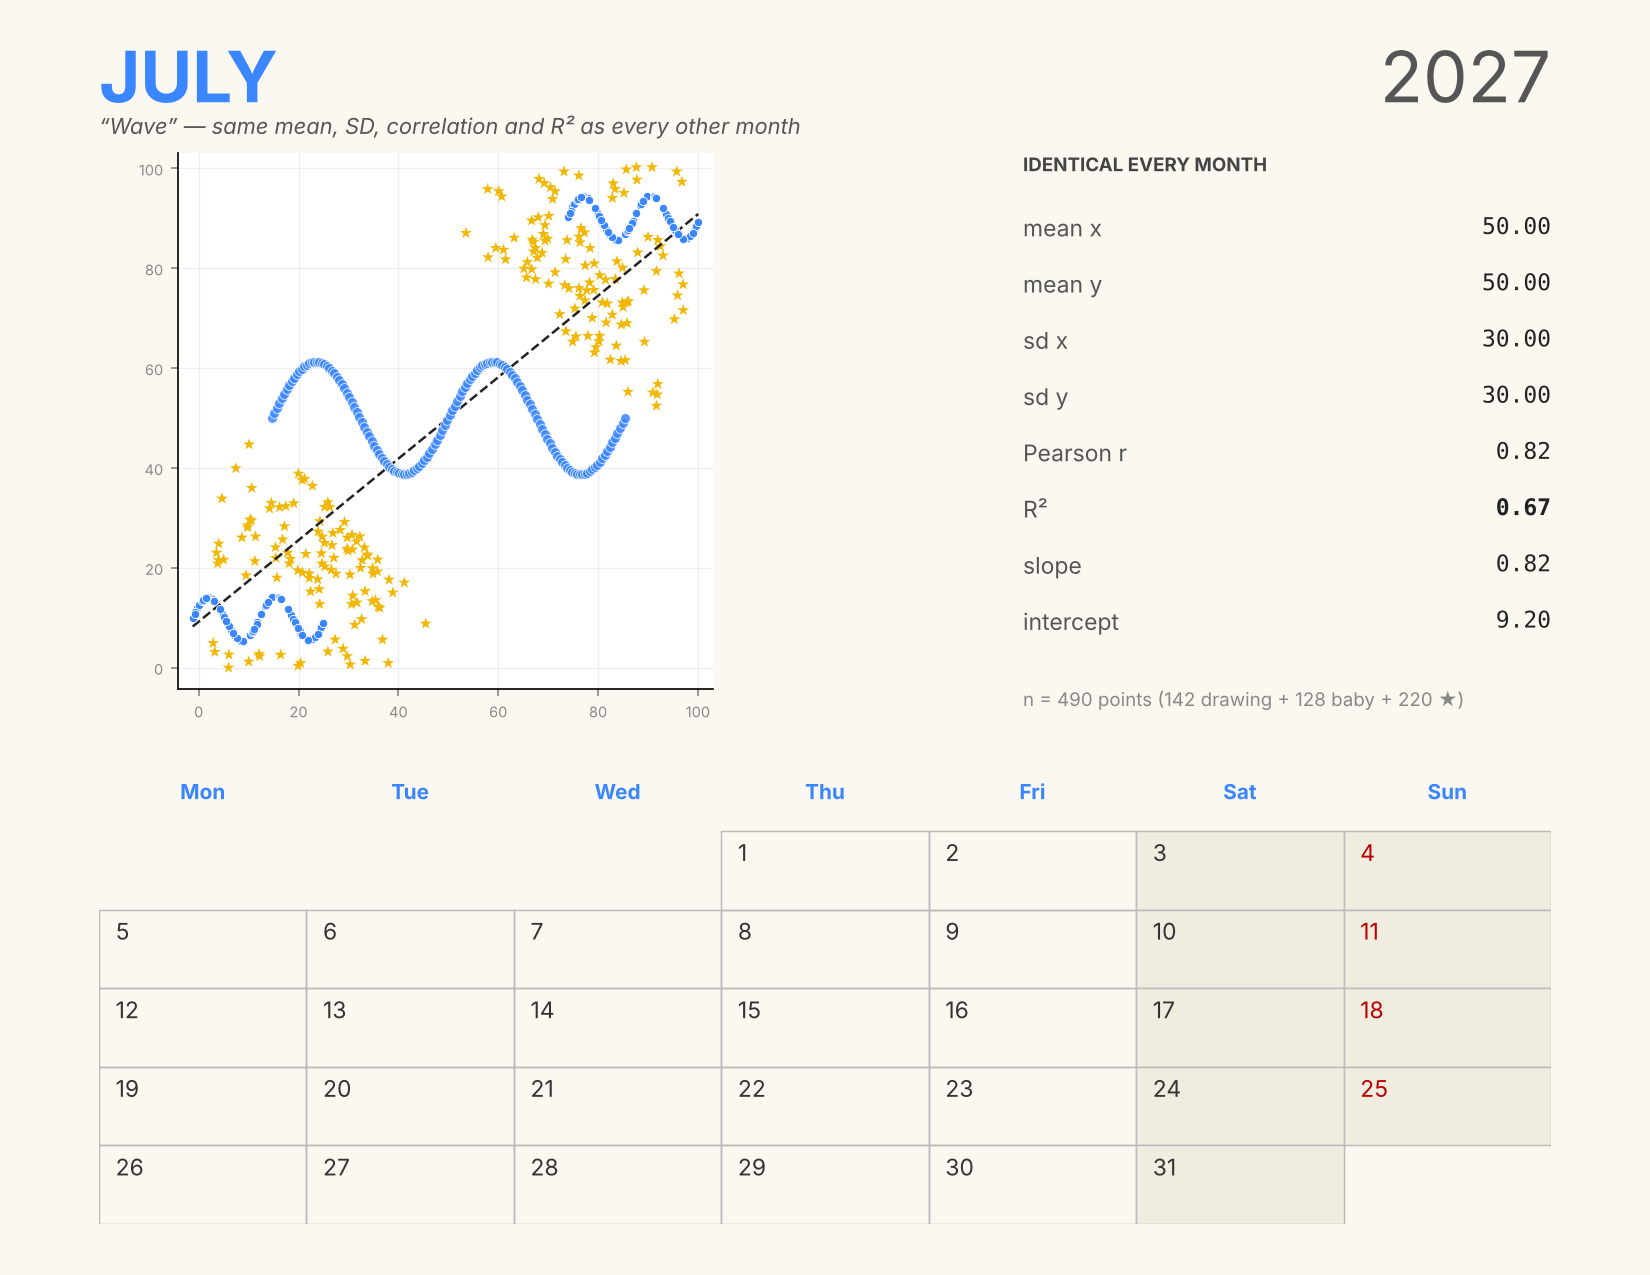 JULY 2027
“Wave” — same mean, SD, correlation and R² as every other month
100
80
60
40
20
0
0 20 40 60 80 100
IDENTICAL EVERY MONTH
mean x 50.00
mean y 50.00
sd x 30.00
sd y 30.00
Pearson r 0.82
R² 0.67
slope 0.82
intercept 9.20
n = 490 points (142 drawing + 128 baby + 220 ★)
Mon Tue Wed Thu Fri Sat Sun
1 2 3 4
5 6 7 8 9 10 11
12 13 14 15 16 17 18
19 20 21 22 23 24 25
26 27 28 29 30 31